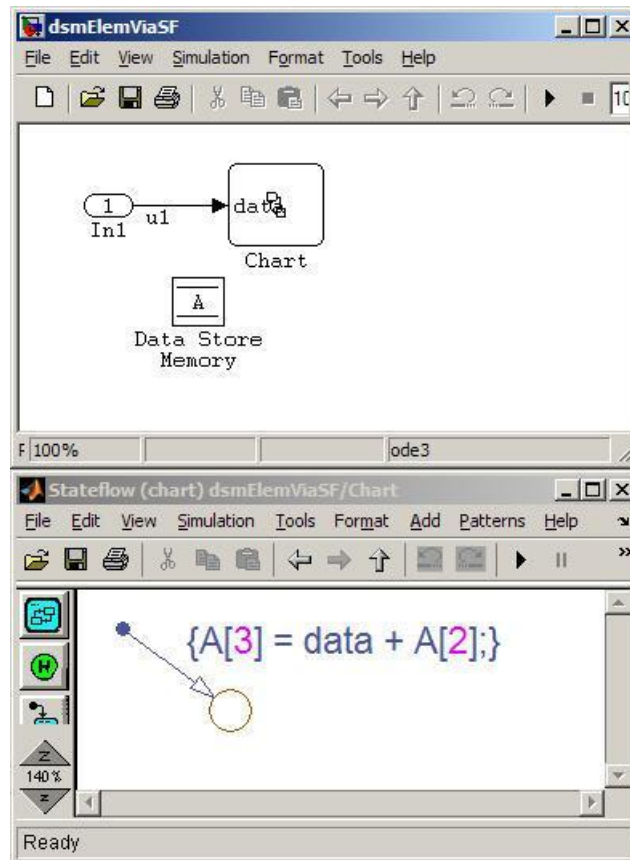 dsmElemViaSF
File Edit View Simulation Format Tools Help
10
1
In1
u1
data
Chart
A
Data Store
Memory
F 100% ode3
Stateflow (chart) dsmElemViaSF/Chart
File Edit View Simulation Tools Format Add Patterns Help
{A[3] = data + A[2];}
H
Z
140%
Z
Ready